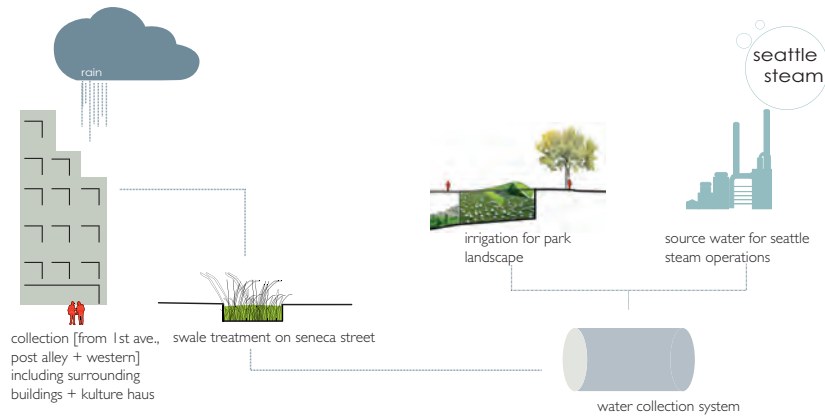 rain
seattle
steam
irrigation for park
landscape
source water for seattle
steam operations
collection [from 1st ave.,
post alley + western]
including surrounding
buildings + kulture haus
swale treatment on seneca street
water collection system